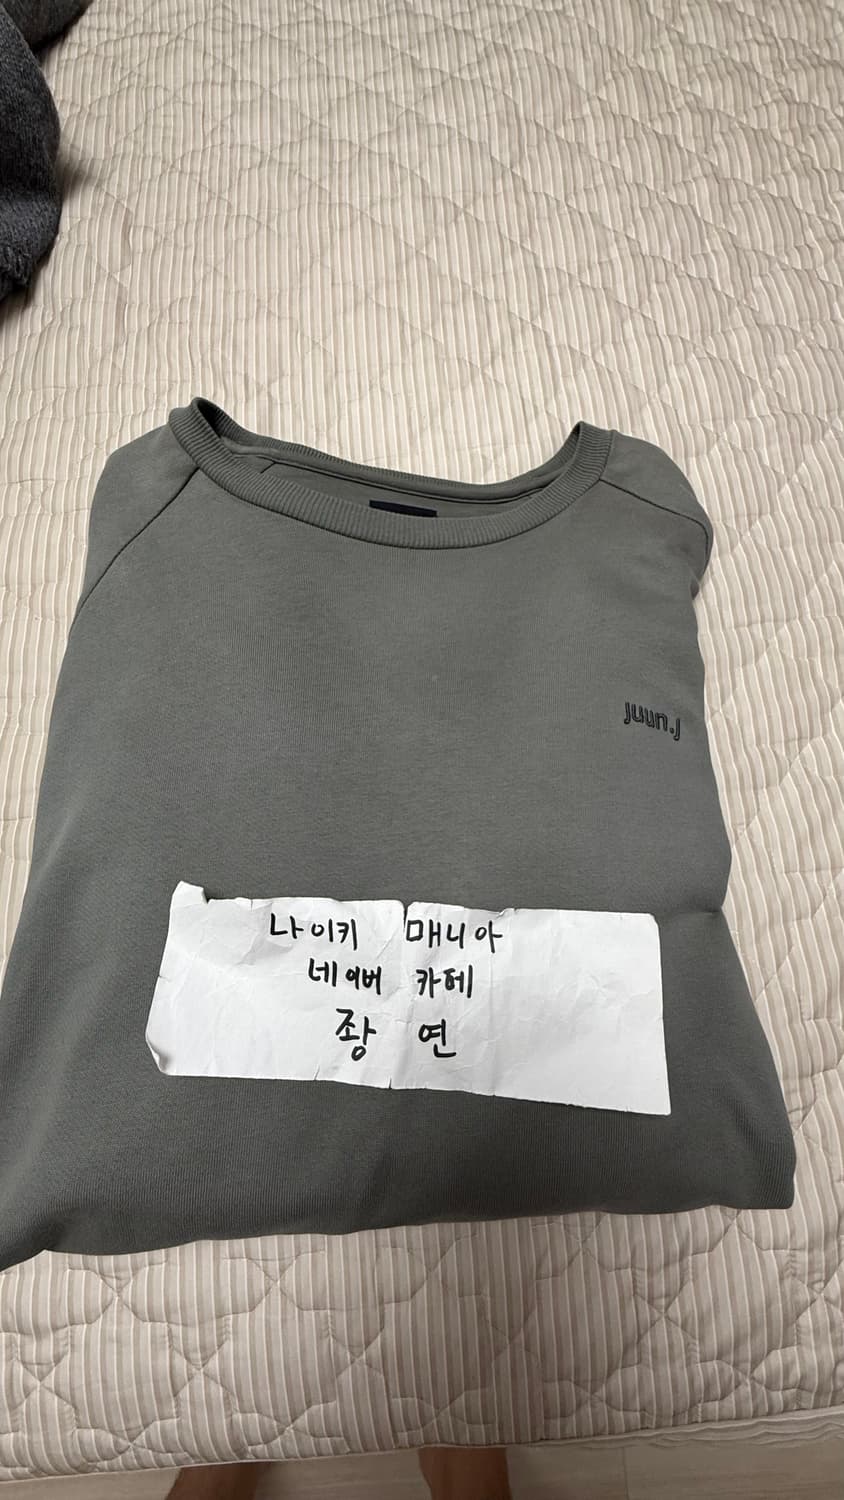 juun.j
나이키 매니아
네이버 카페
좡 연